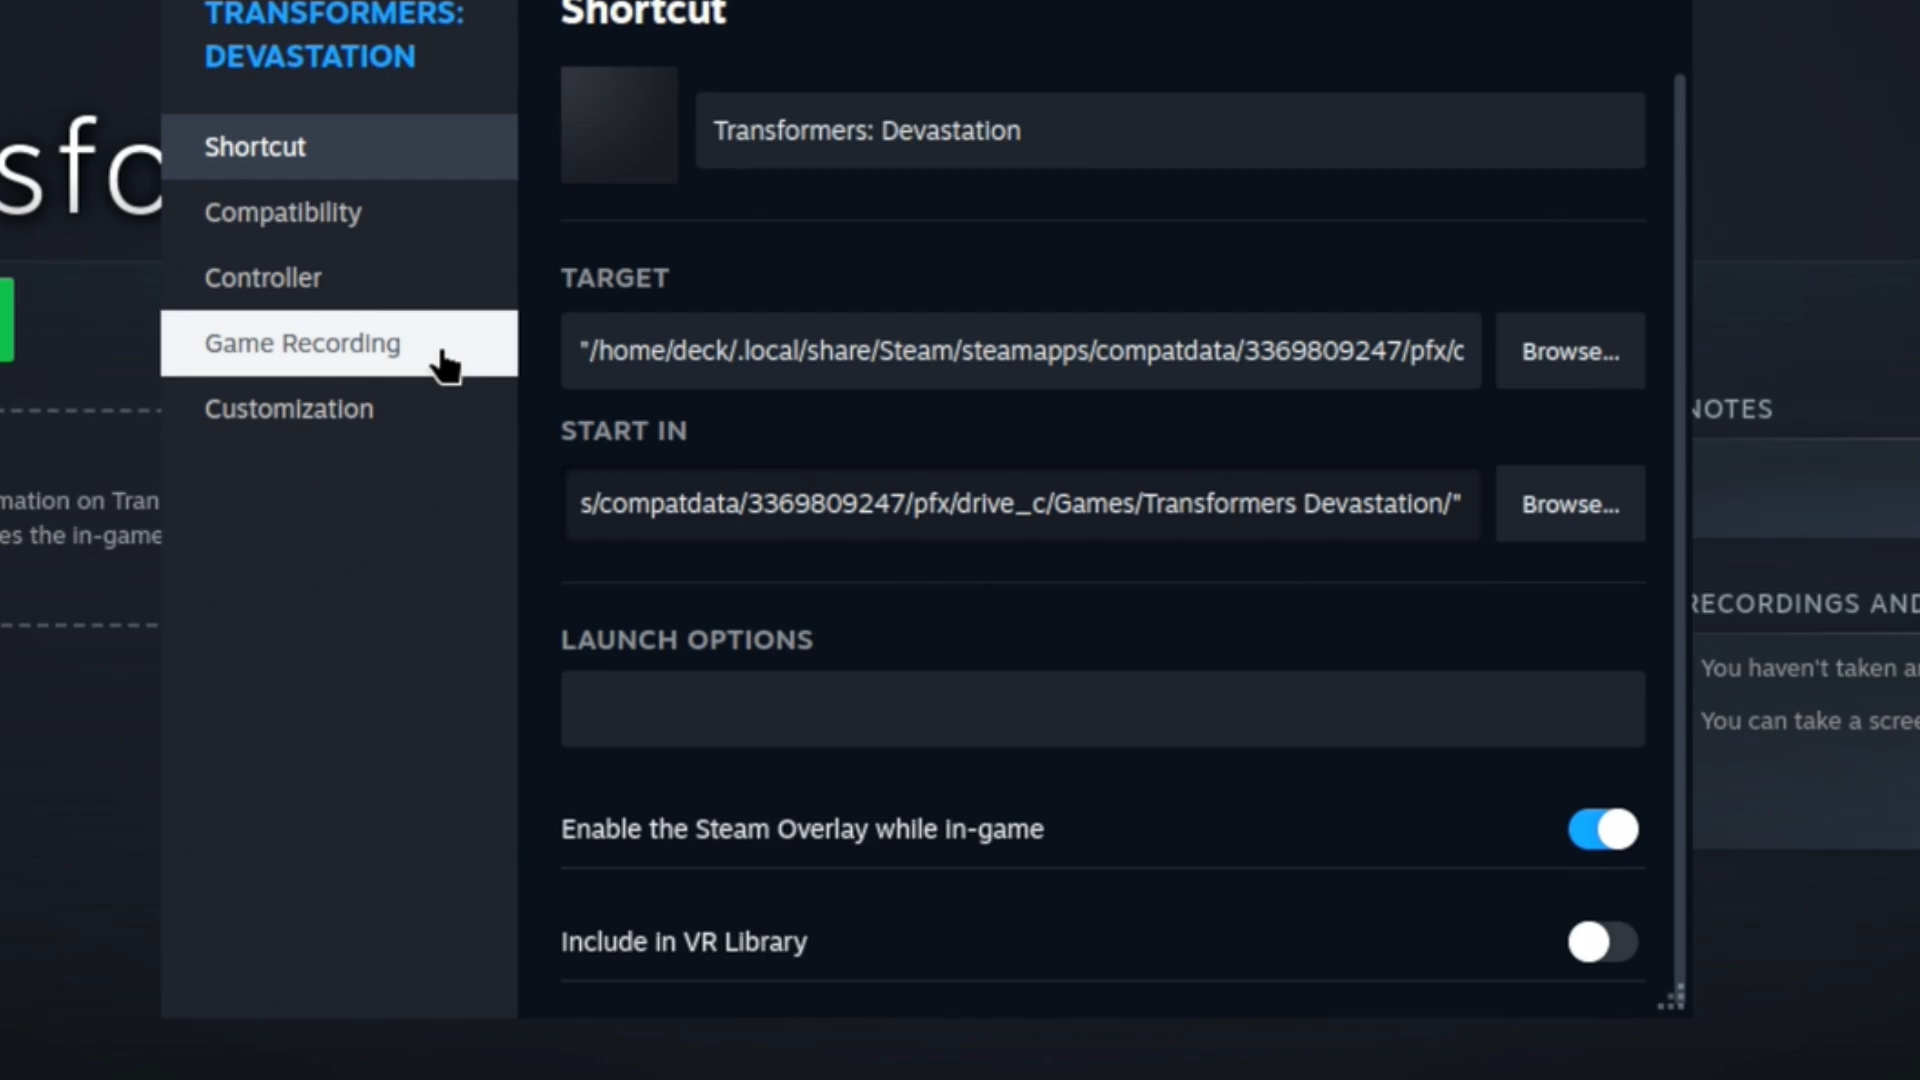 TRANSFORMERS:
DEVASTATION
Shortcut
Compatibility
Controller
Game Recording
Customization
Shortcut
Transformers: Devastation
TARGET
"/home/deck/.local/share/Steam/steamapps/compatdata/3369809247/pfx/c
Browse...
START IN
s/compatdata/3369809247/pfx/drive_c/Games/Transformers Devastation/"
Browse...
LAUNCH OPTIONS
Enable the Steam Overlay while in-game
Include in VR Library
sfo
mation on Tran
es the in-game
NOTES
RECORDINGS AND
You haven't taken a
You can take a scree